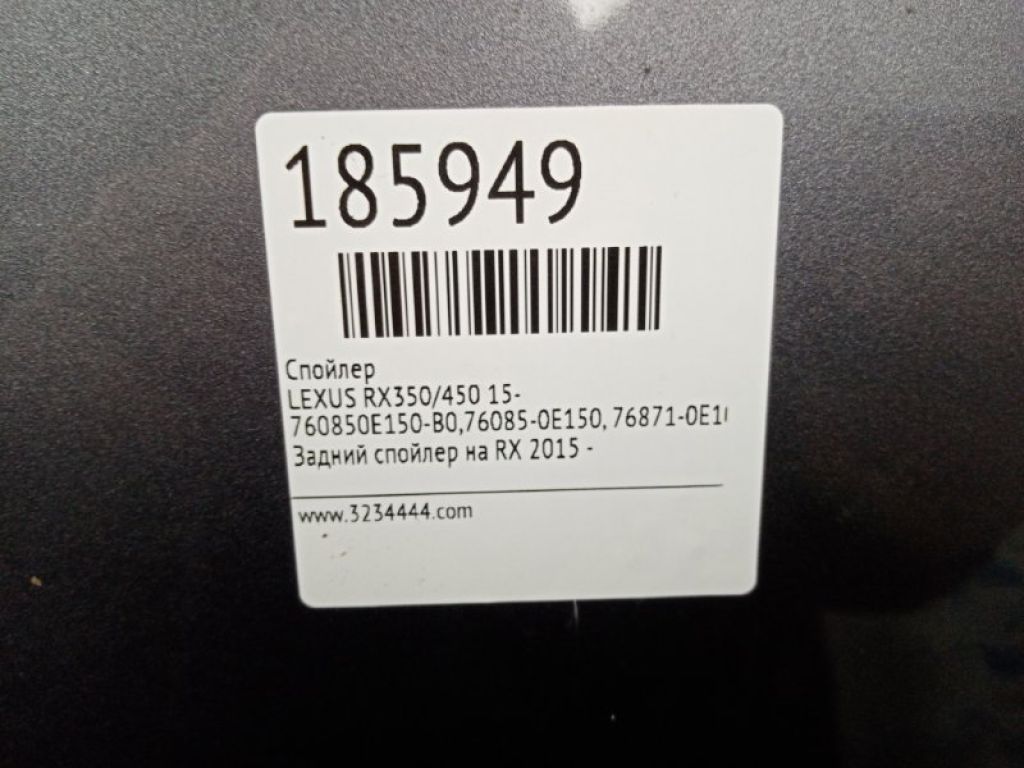 185949
Спойлер
LEXUS RX350/450 15-
760850E150-B0,76085-0E150, 76871-0E1
Задний спойлер на RX 2015 -
www.3234444.com